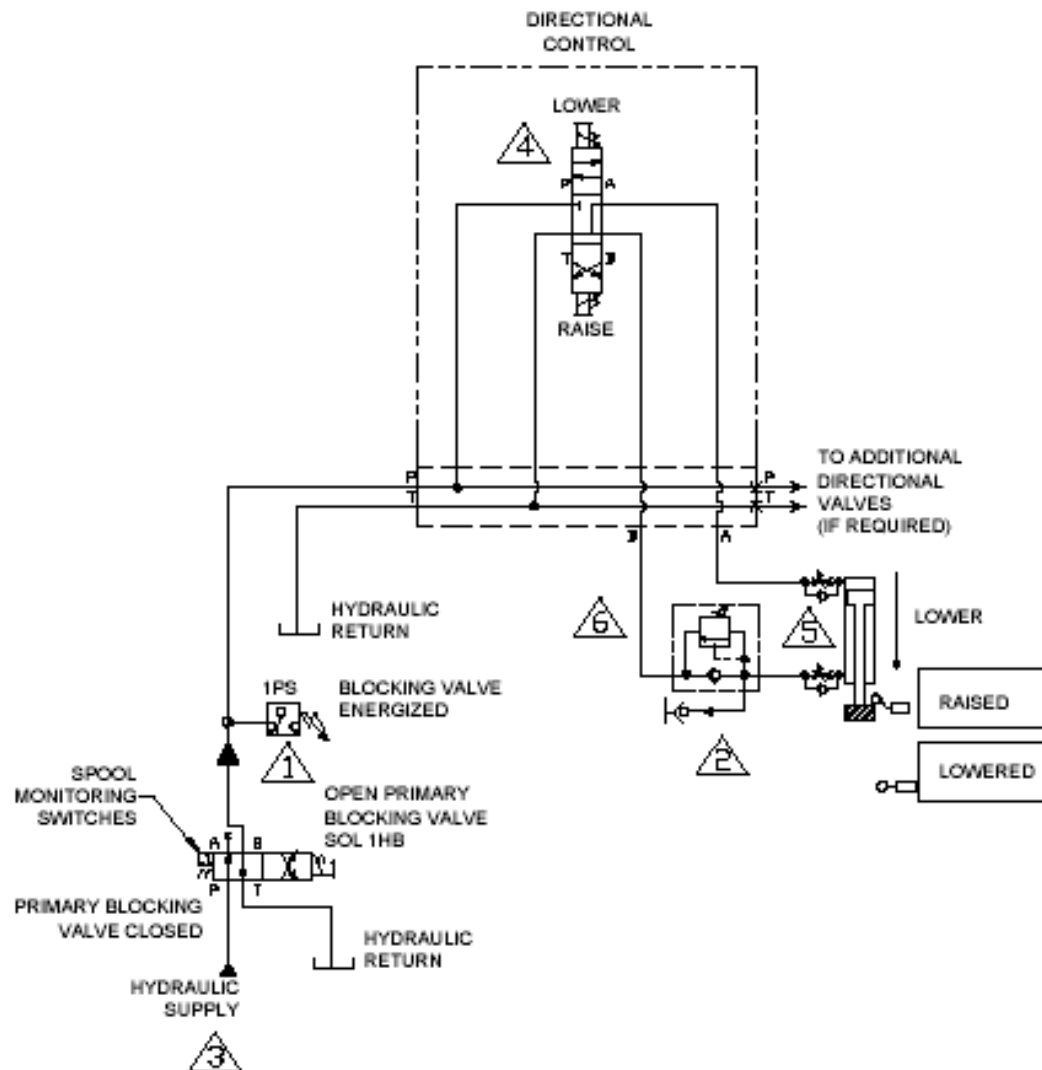 DIRECTIONAL
CONTROL
LOWER
4
P A
T B
RAISE
P
T
P
T
TO ADDITIONAL
DIRECTIONAL
VALVES
(IF REQUIRED)
B A
HYDRAULIC
RETURN
6
5
LOWER
1PS
BLOCKING VALVE
ENERGIZED
RAISED
1
2
LOWERED
SPOOL
MONITORING
SWITCHES
OPEN PRIMARY
BLOCKING VALVE
SOL 1HB
A B
P T
PRIMARY BLOCKING
VALVE CLOSED
HYDRAULIC
RETURN
HYDRAULIC
SUPPLY
3